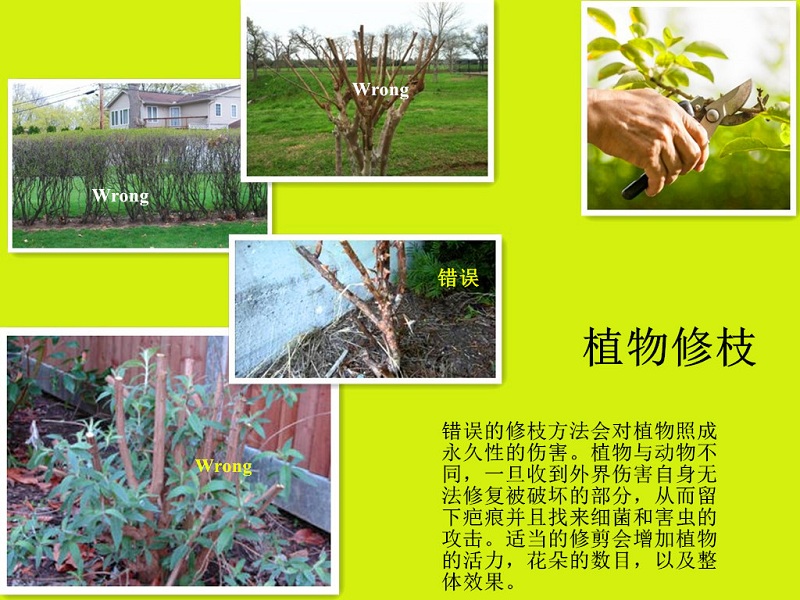 Wrong
Wrong
错误
植物修枝
Wrong
错误的修枝方法会对植物照成
永久性的伤害。植物与动物不
同，一旦收到外界伤害自身无
法修复被破坏的部分，从而留
下疤痕并且找来细菌和害虫的
攻击。适当的修剪会增加植物
的活力，花朵的数目，以及整
体效果。